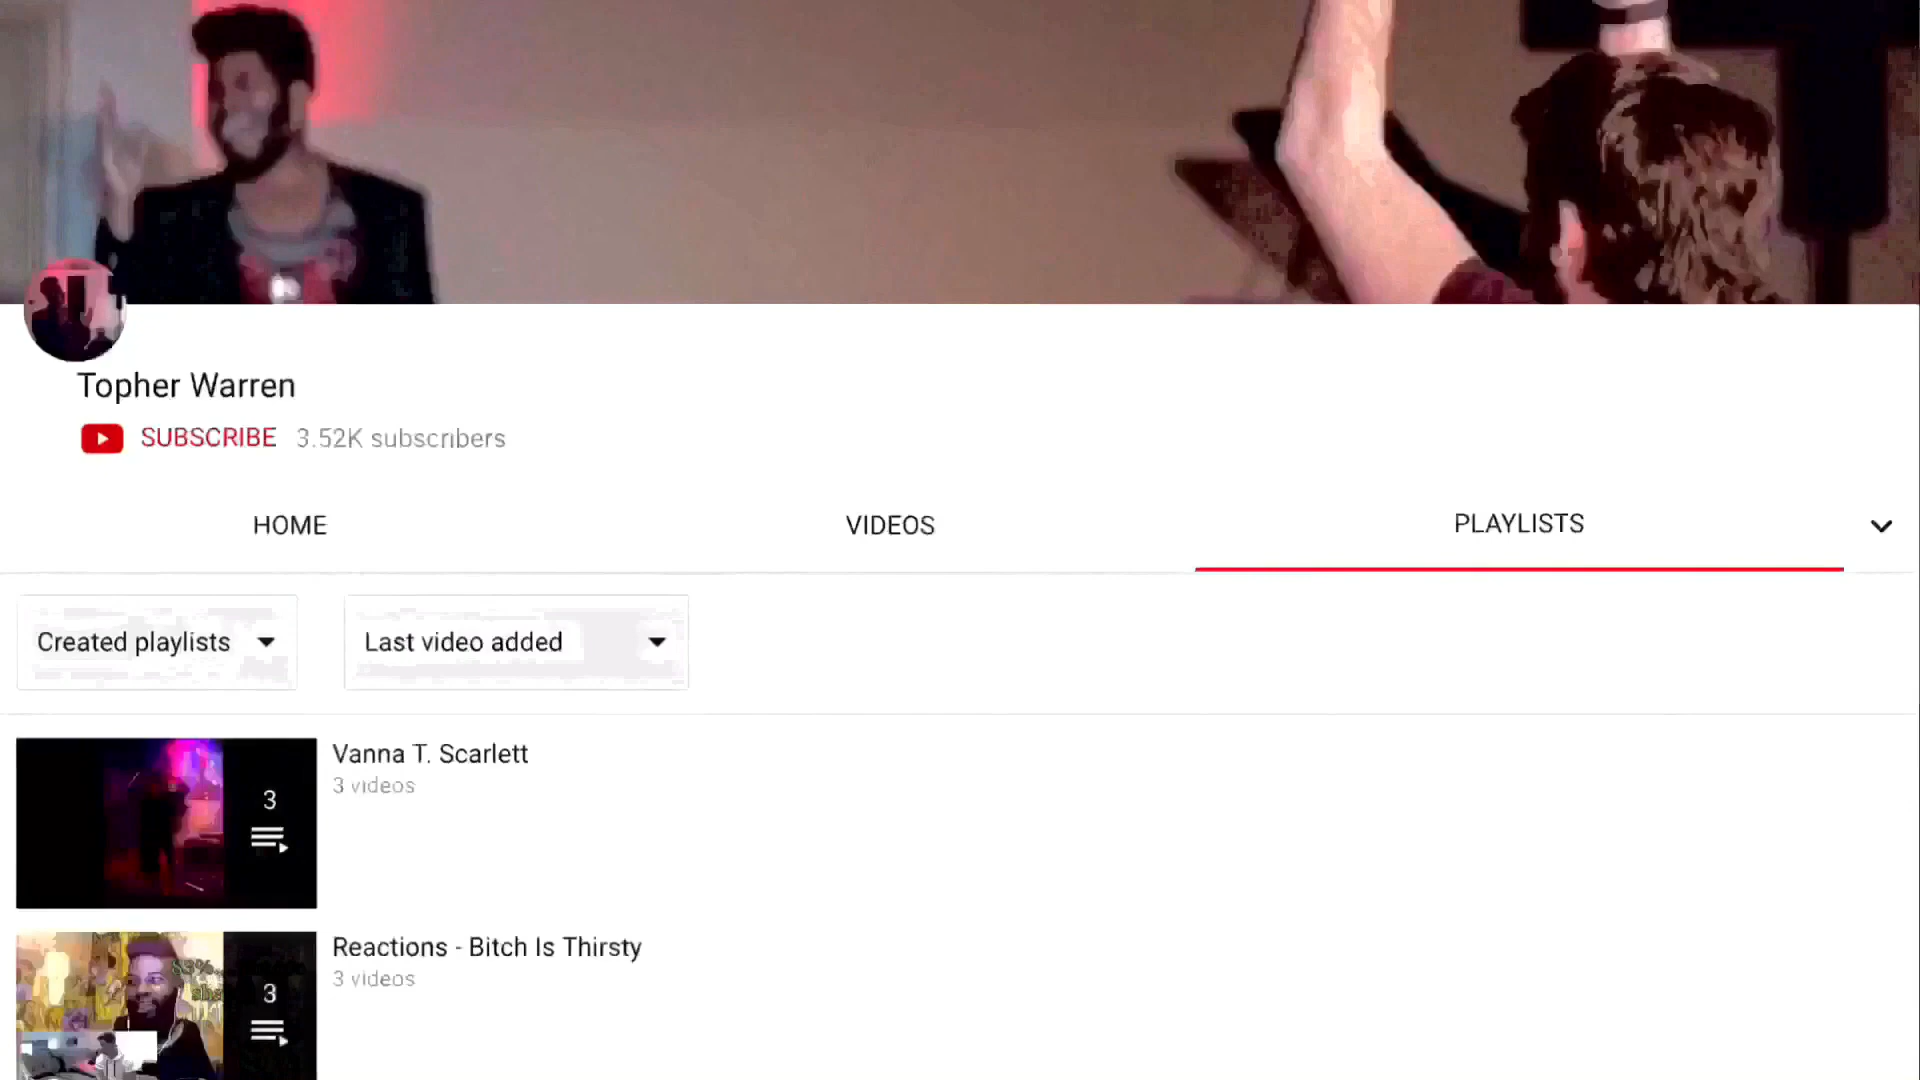 Topher Warren
SUBSCRIBE 3.52K subscribers
HOME VIDEOS PLAYLISTS
Created playlists Last video added
3
Vanna T. Scarlett
3 videos
83%
3
Reactions - Bitch Is Thirsty
3 videos